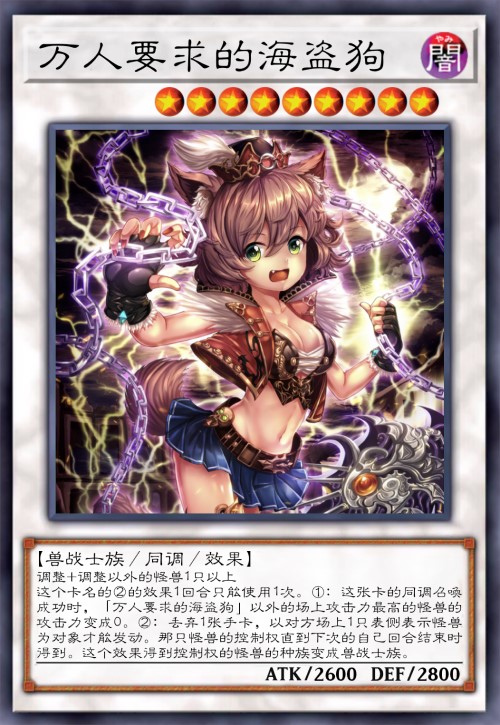 万人要求的海盗狗
やみ
闇
【兽战士族／同调／效果】
调整+调整以外的怪兽1只以上
这个卡名的②的效果1回合只能使用1次。①：这张卡的同调召唤
成功时，「万人要求的海盗狗」以外的场上攻击力最高的怪兽的
攻击力变成0。②：丢弃1张手卡，以对方场上1只表侧表示怪兽
为对象才能发动。那只怪兽的控制权直到下次的自己回合结束时
得到。这个效果得到控制权的怪兽的种族变成兽战士族。
ATK/2600 DEF/2800